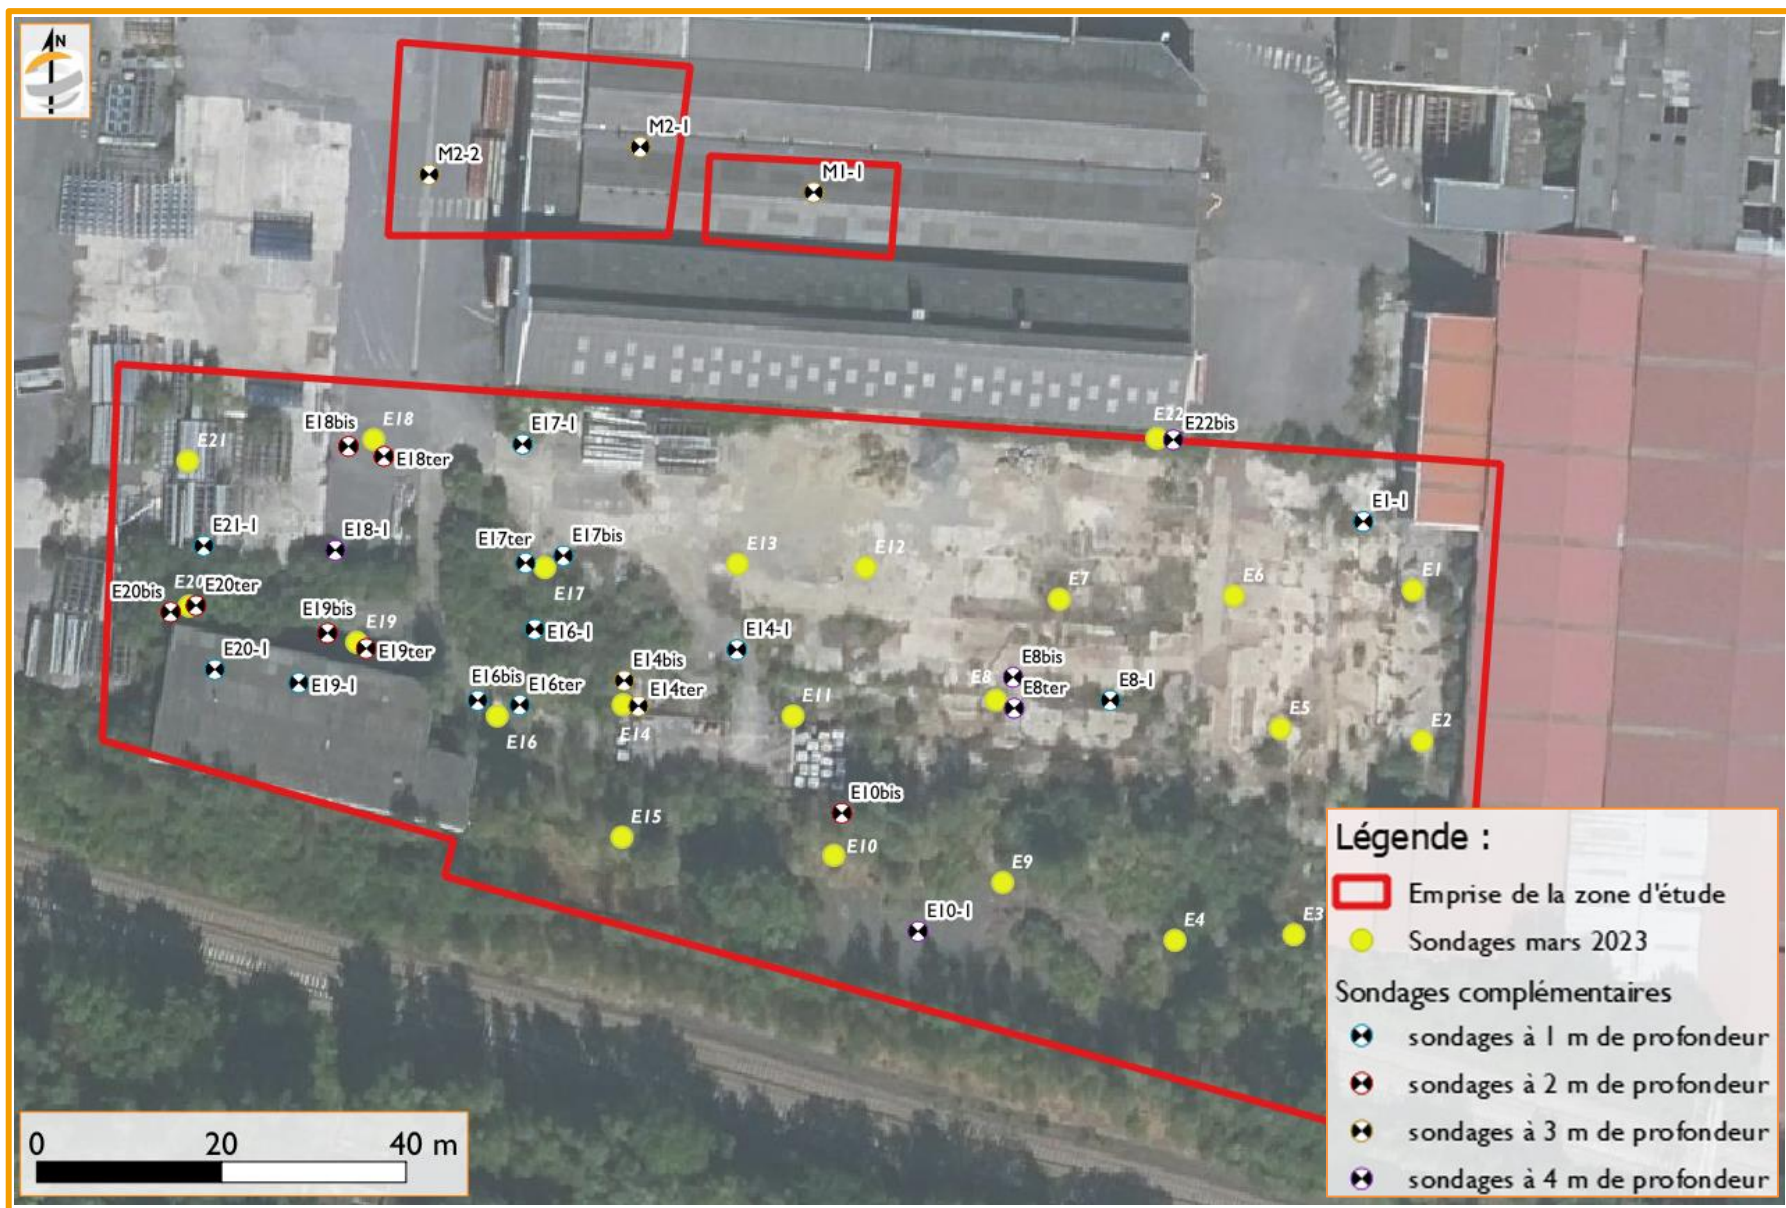 N
M2-1
M2-2
M1-1
E18
E18bis
E17-1
E22
E22bis
E21
E18ter
E1-1
E21-1
E18-1
E17ter
E17bis
E13
E12
E17
E7
E6
E1
E20
E20bis
E20ter
E19bis
E19
E19ter
E16-1
E14-1
E20-1
E19-1
E14bis
E8bis
E16bis
E16ter
E14ter
E11
E8
E8ter
E8-1
E16
E14
E5
E2
E10bis
E15
E10
E9
E10-1
E4
E3
Légende :
Emprise de la zone d'étude
Sondages mars 2023
Sondages complémentaires
sondages à 1 m de profondeur
sondages à 2 m de profondeur
sondages à 3 m de profondeur
sondages à 4 m de profondeur
0 20 40 m